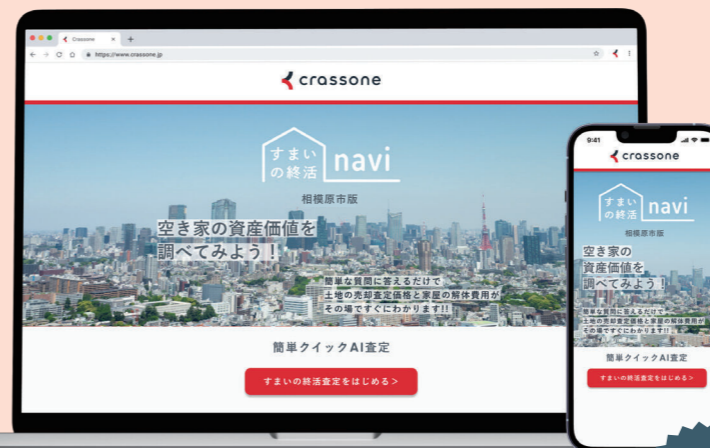 Crassone
https://www.crassone.jp
crassone
すまい
の終活
navi
相模原市版
空き家の資産価値を
調べてみよう！
簡単な質問に答えるだけで
土地の売却査定価格と家屋の解体費用が
その場ですぐにわかります!!
簡単クイックAI査定
すまいの終活査定をはじめる>
9:41
crassone
すまい
の終活
navi
相模原市版
空き家の
資産価値を
調べてみよう！
簡単な質問に答えるだけで
土地の売却査定価格と家屋の解体費用が
その場ですぐにわかります!!
簡単クイックAI査定
すまいの終活査定をはじめる>